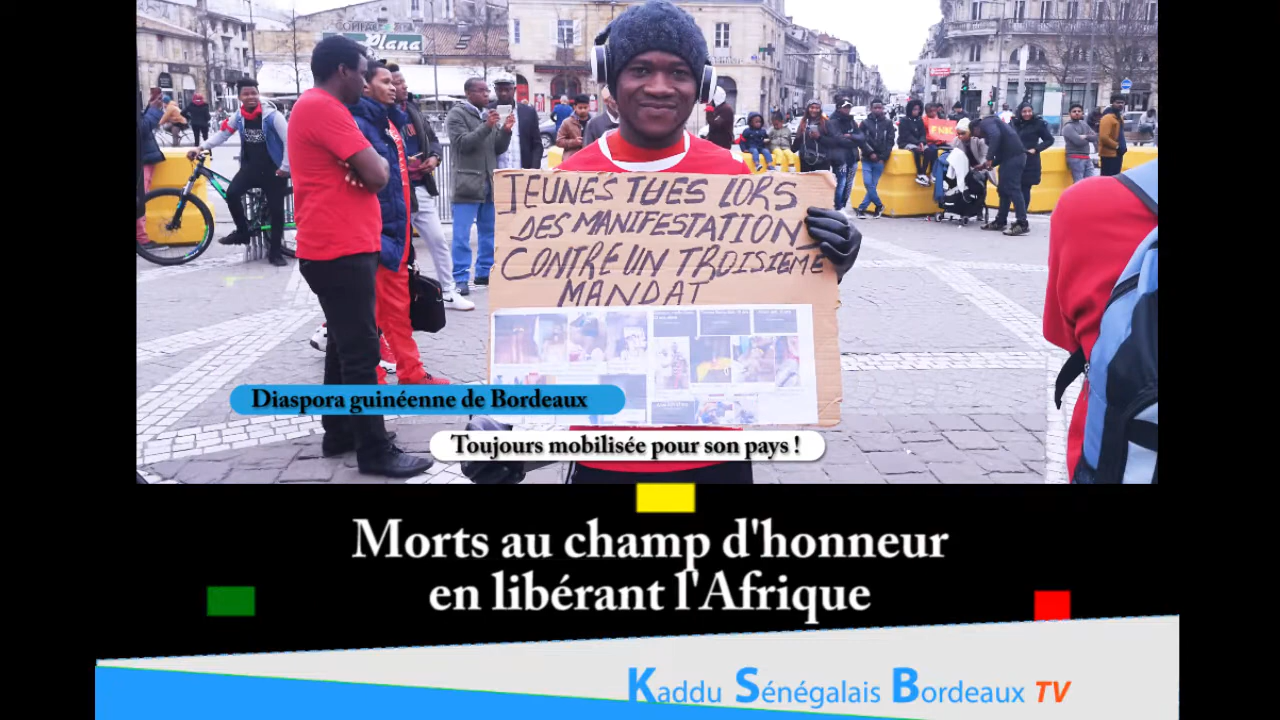 Plana
JEUNES TUES LORS
DES MANIFESTATIONS
CONTRE UN TROISIEME
MANDAT
Diaspora guinéenne de Bordeaux
Toujours mobilisée pour son pays !
Morts au champ d'honneur
en libérant l'Afrique
Kaddu Sénégalais Bordeaux TV